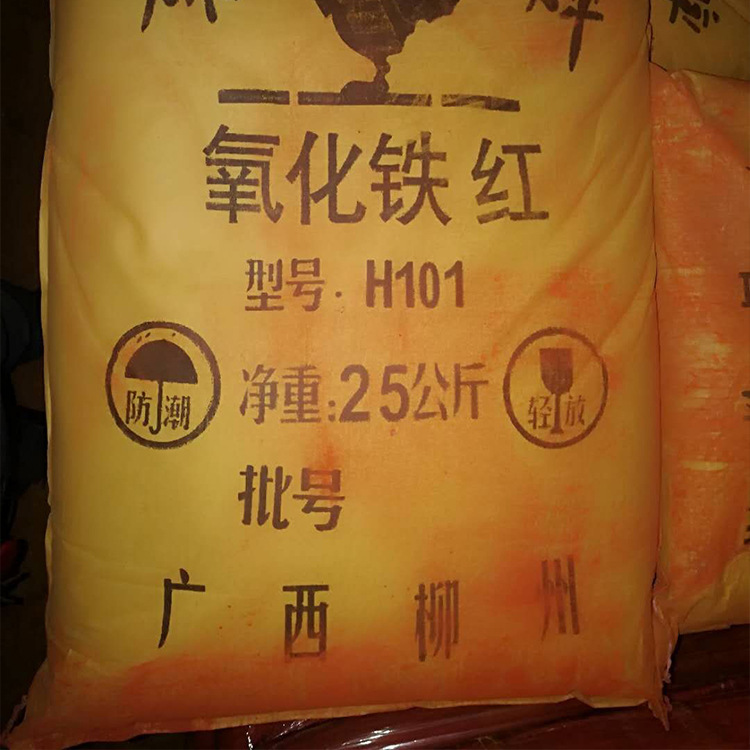 氧化铁红
型号. H101
防潮
净重:25公斤
轻放
批号
广西柳州